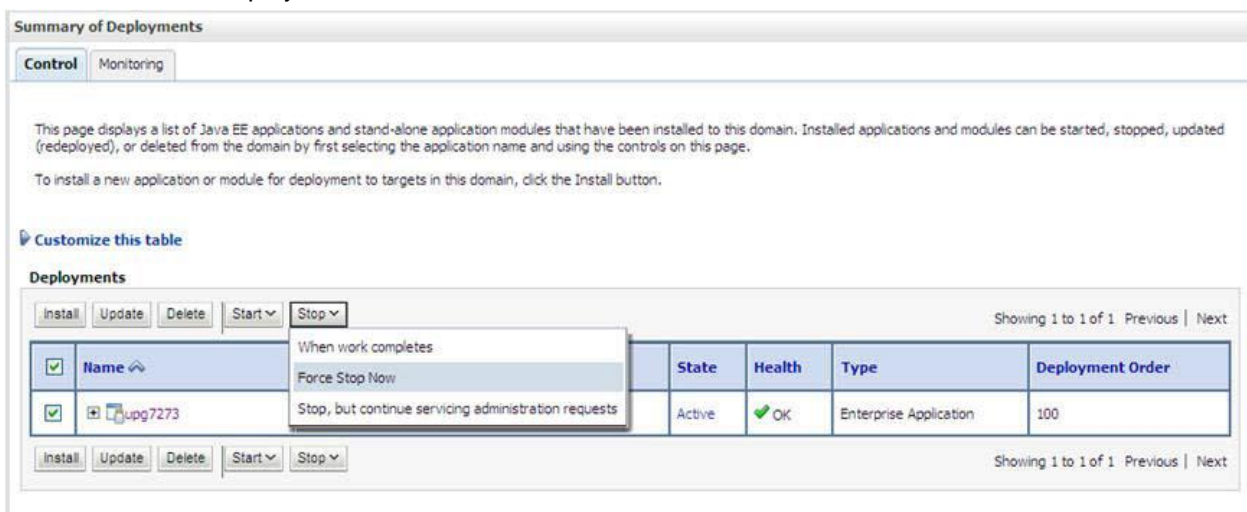 Summary of Deployments
Control Monitoring
This page displays a list of Java EE applications and stand-alone application modules that have been installed to this domain. Installed applications and modules can be started, stopped, updated
(redeployed), or deleted from the domain by first selecting the application name and using the controls on this page.
To install a new application or module for deployment to targets in this domain, click the Install button.
Customize this table
Deployments
Install Update Delete Start Stop Showing 1 to 1 of 1 Previous | Next
When work completes
Name State Health Type Deployment Order
Force Stop Now
Stop, but continue servicing administration requests
upg7273 Active OK Enterprise Application 100
Install Update Delete Start Stop Showing 1 to 1 of 1 Previous | Next